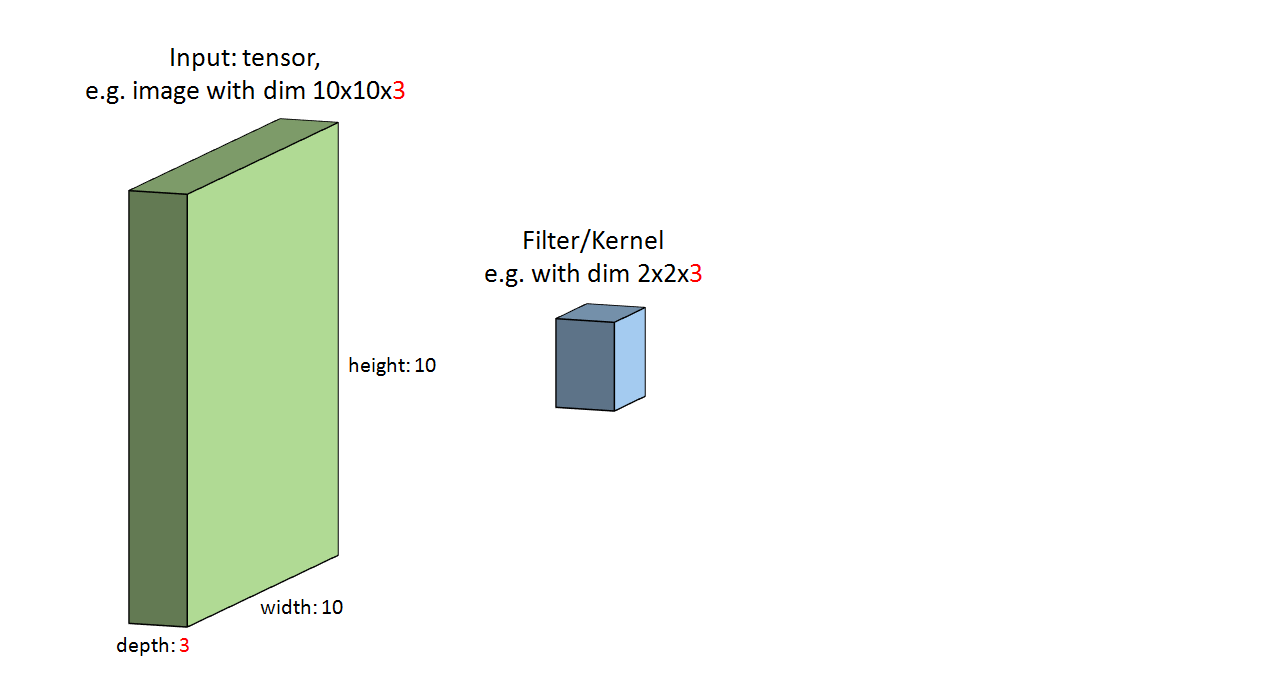 Input: tensor,
e.g. image with dim 10x10x3
Filter/Kernel
e.g. with dim 2x2x3
height: 10
width: 10
depth: 3